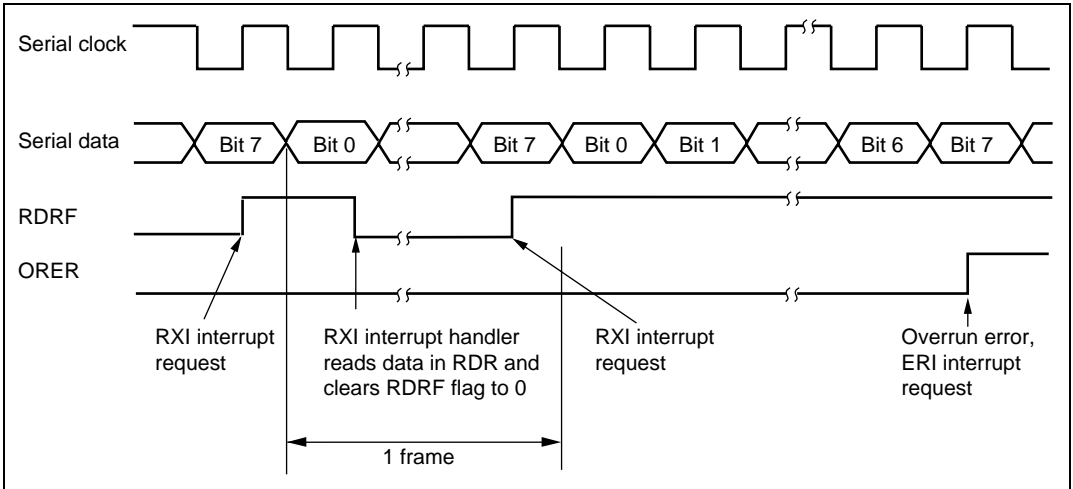 Serial clock
Serial data
Bit 7
Bit 0
Bit 7
Bit 0
Bit 1
Bit 6
Bit 7
RDRF
ORER
RXI interrupt
request
RXI interrupt handler
reads data in RDR and
clears RDRF flag to 0
RXI interrupt
request
Overrun error,
ERI interrupt
request
1 frame